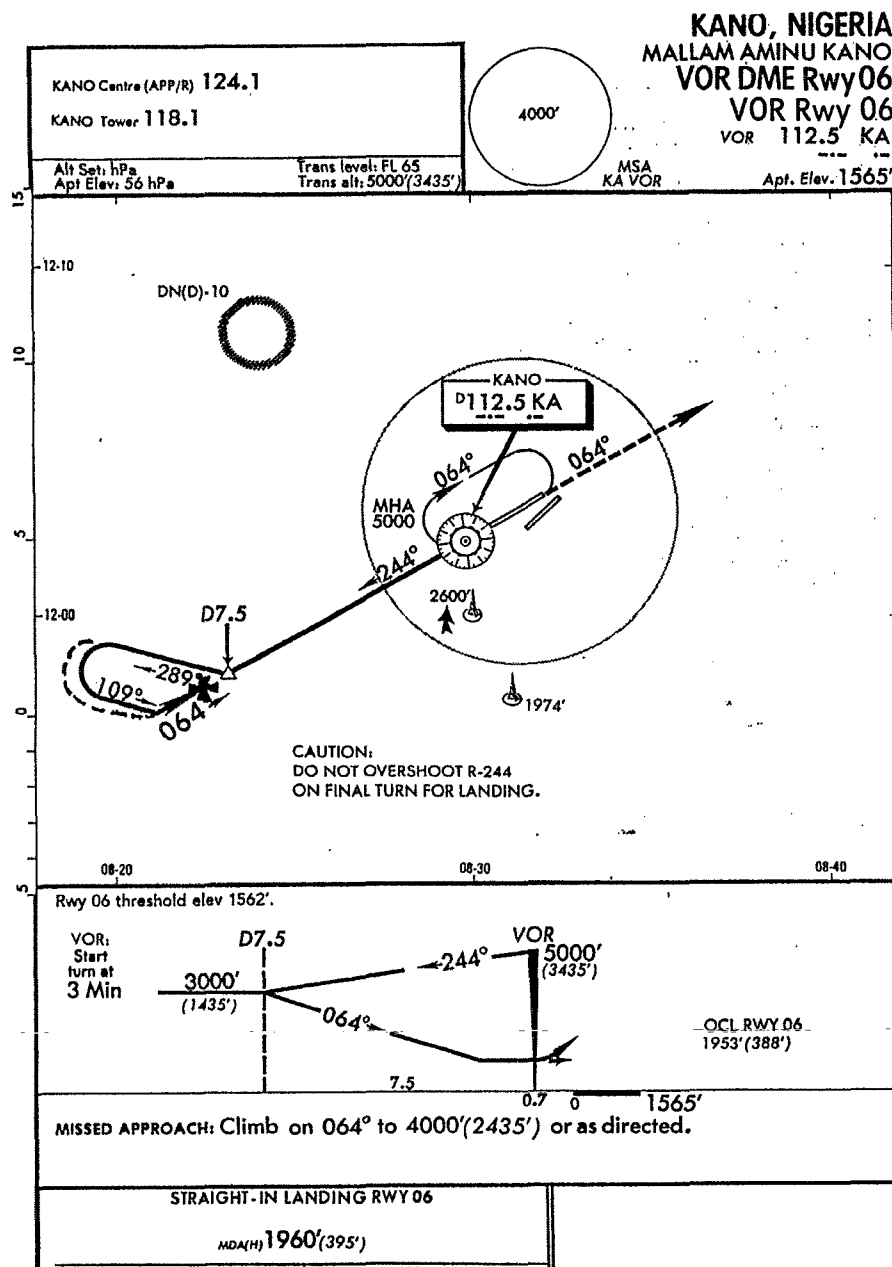 KANO, NIGERIA
MALLAM AMINU KANO
VOR DME Rwy 06
VOR Rwy 06
VOR 112.5 KA
KANO Centre (APP/R) 124.1
KANO Tower 118.1
4000'
MSA
KA VOR
Alt Set: hPa
Trans level: FL 65
Apt Elev: 56 hPa
Trans alt: 5000'(3435')
Apt. Elev. 1565'
15
12-10
DN(D)-10
10
KANO
D112.5 KA
064°
064°
MHA
5000
5
244°
2600'
12-00
D7.5
289°
109°
064°
1974'
0
CAUTION:
DO NOT OVERSHOOT R-244
ON FINAL TURN FOR LANDING.
08-20
08-30
08-40
5
Rwy 06 threshold elev 1562'.
VOR:
Start
turn at
3 Min
D7.5
VOR
244°
5000'
(3435')
3000'
(1435')
064°
OCL RWY 06
1953'(388')
7.5
0.7
0
1565'
MISSED APPROACH: Climb on 064° to 4000'(2435') or as directed.
STRAIGHT-IN LANDING RWY 06
MDA(H) 1960'(395')